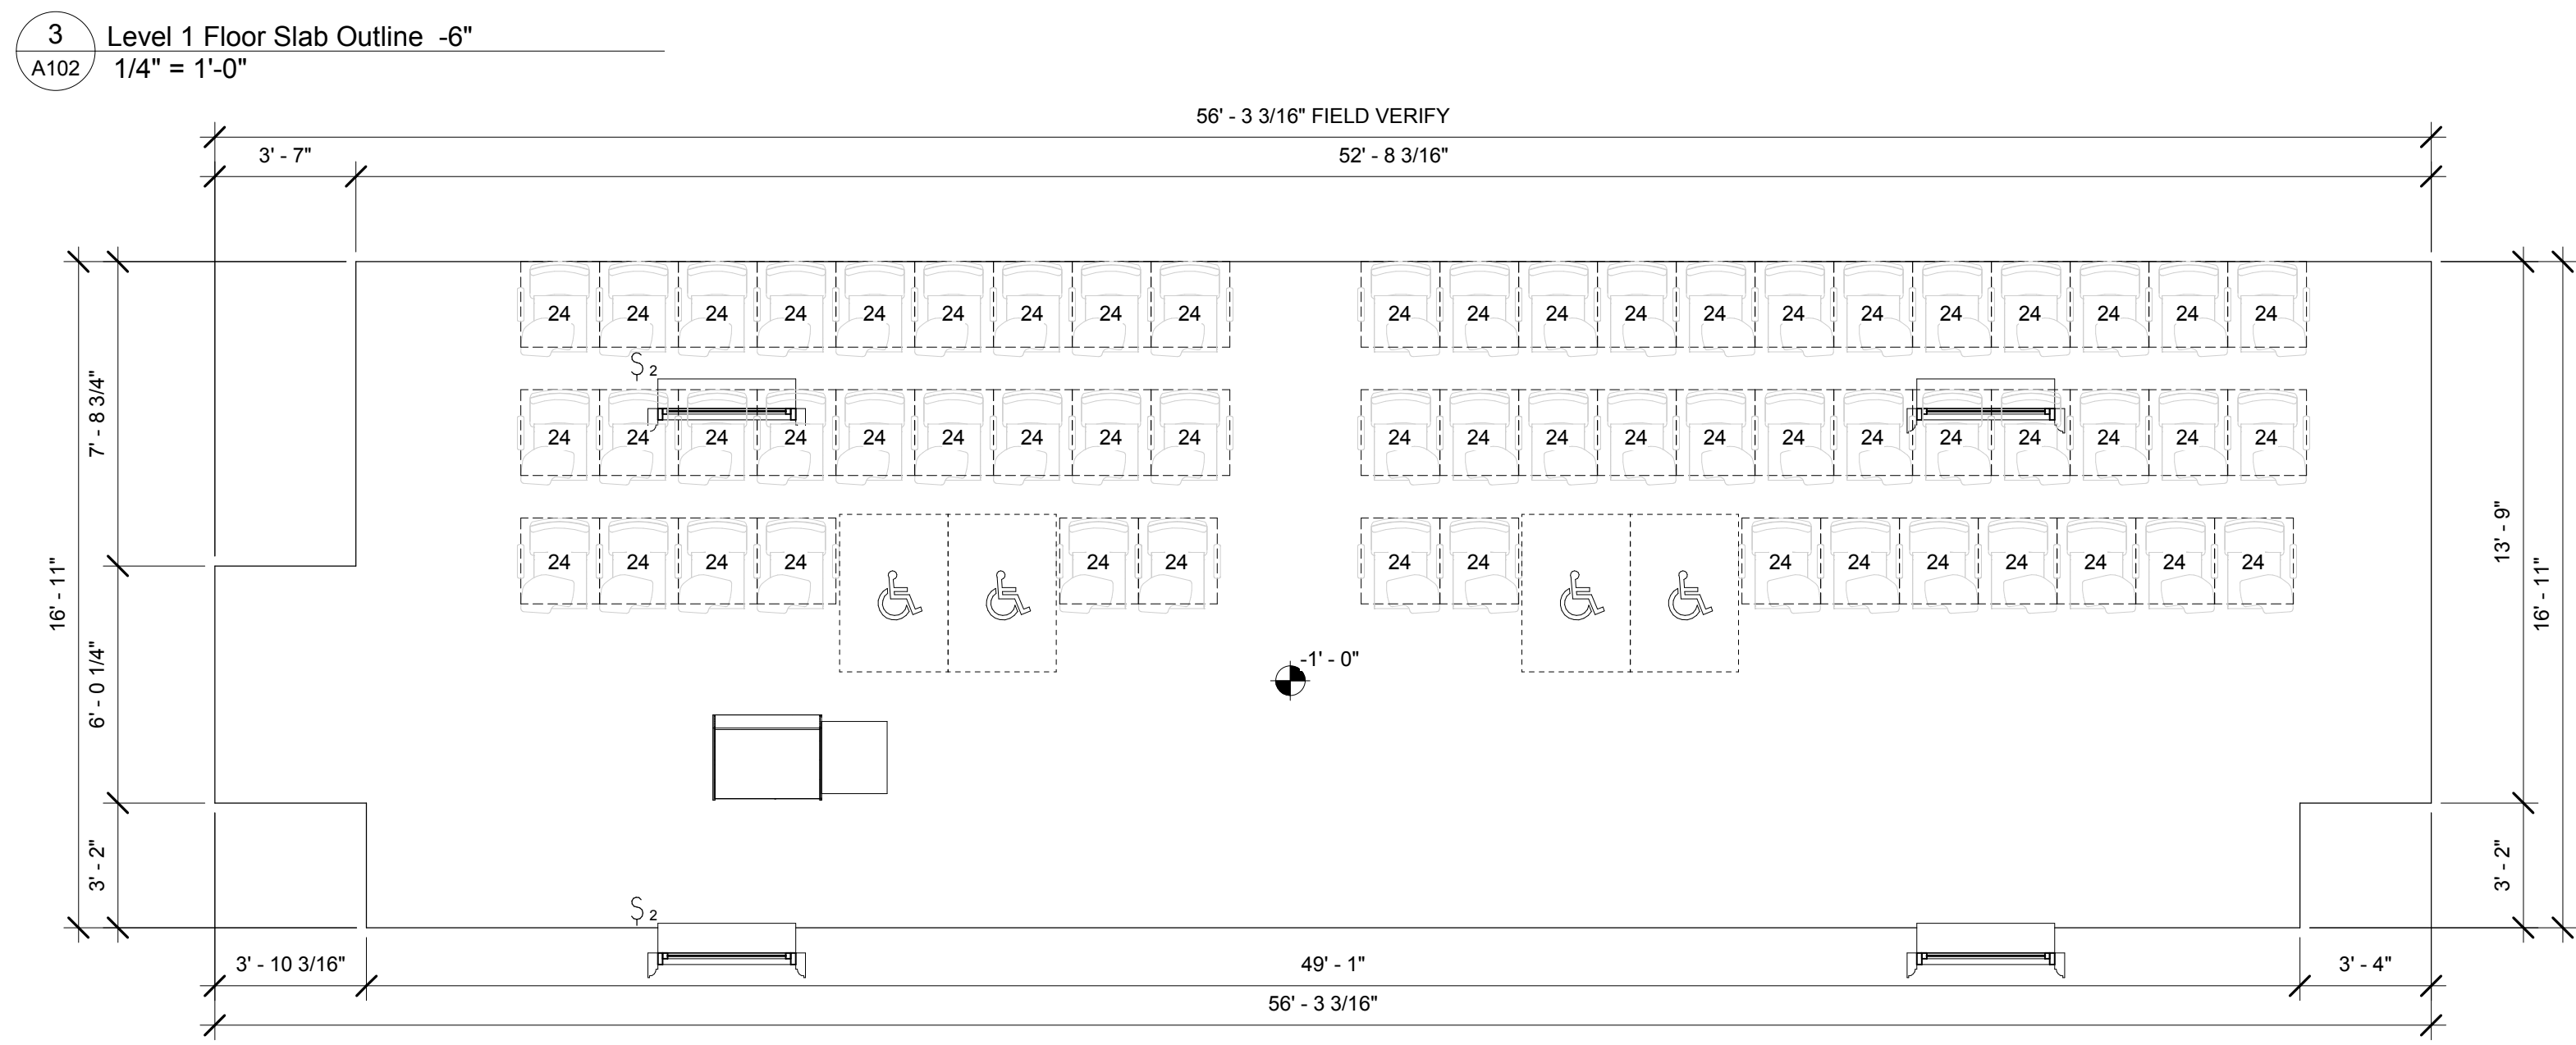 3
A102
Level 1 Floor Slab Outline -6"
1/4" = 1'-0"
56' - 3 3/16" FIELD VERIFY
3' - 7"
52' - 8 3/16"
24 24 24 24 24 24 24 24 24 24 24 24 24 24 24 24 24 24 24 24 24
$ 2
24 24 24 24 24 24 24 24 24 24 24 24 24 24 24 24 24 24 24 24 24
24 24 24 24 24 24 24 24 24 24 24 24 24 24 24
7' - 8 3/4"
16' - 11"
6' - 0 1/4"
3' - 2"
13' - 9"
16' - 11"
3' - 2"
-1' - 0"
$ 2
3' - 10 3/16"
49' - 1"
3' - 4"
56' - 3 3/16"